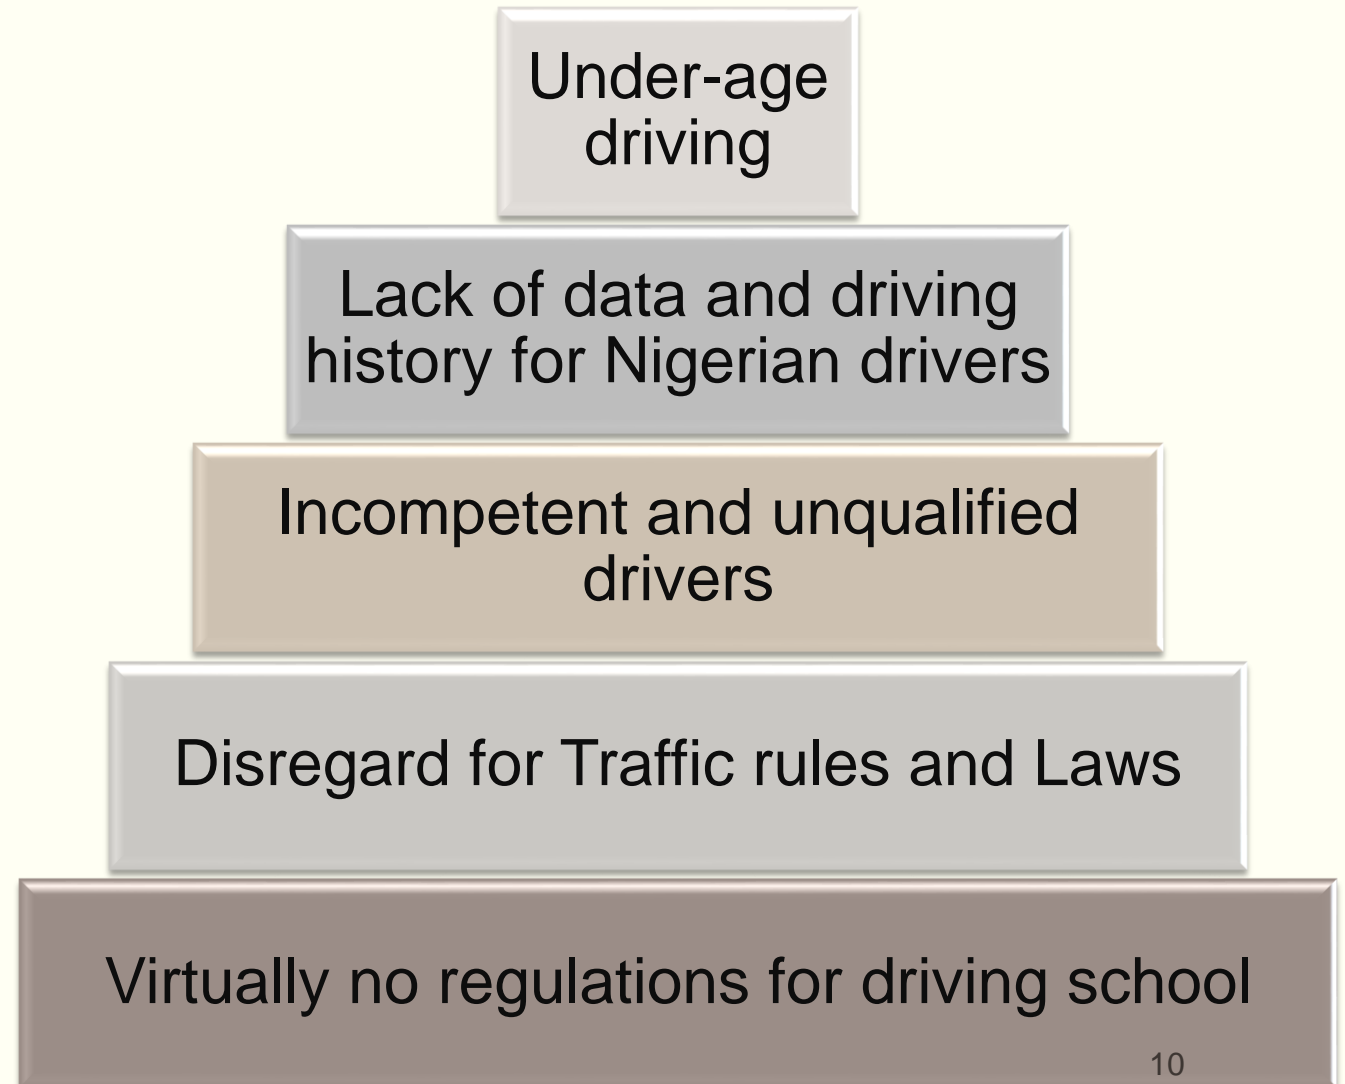 Under-age
driving
Lack of data and driving
history for Nigerian drivers
Incompetent and unqualified
drivers
Disregard for Traffic rules and Laws
Virtually no regulations for driving school
10